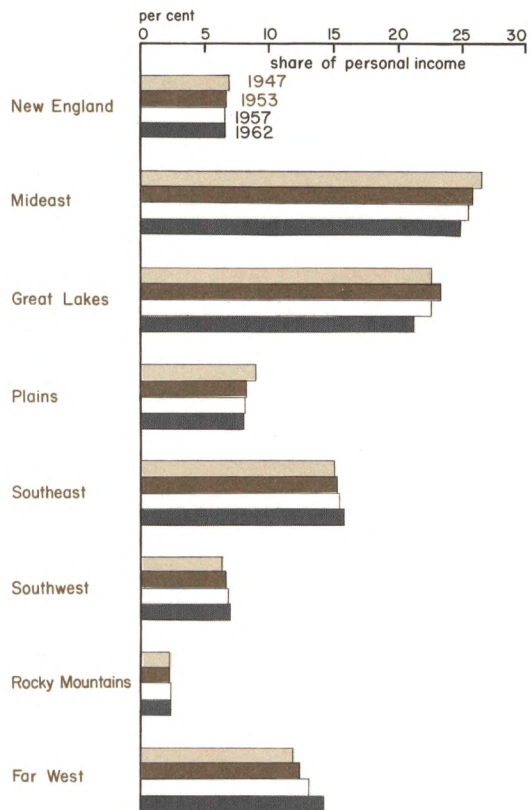 per cent
0 5 10 15 20 25 30
share of personal income
1947
New England
1953
1957
1962
Mideast
Great Lakes
Plains
Southeast
Southwest
Rocky Mountains
Far West